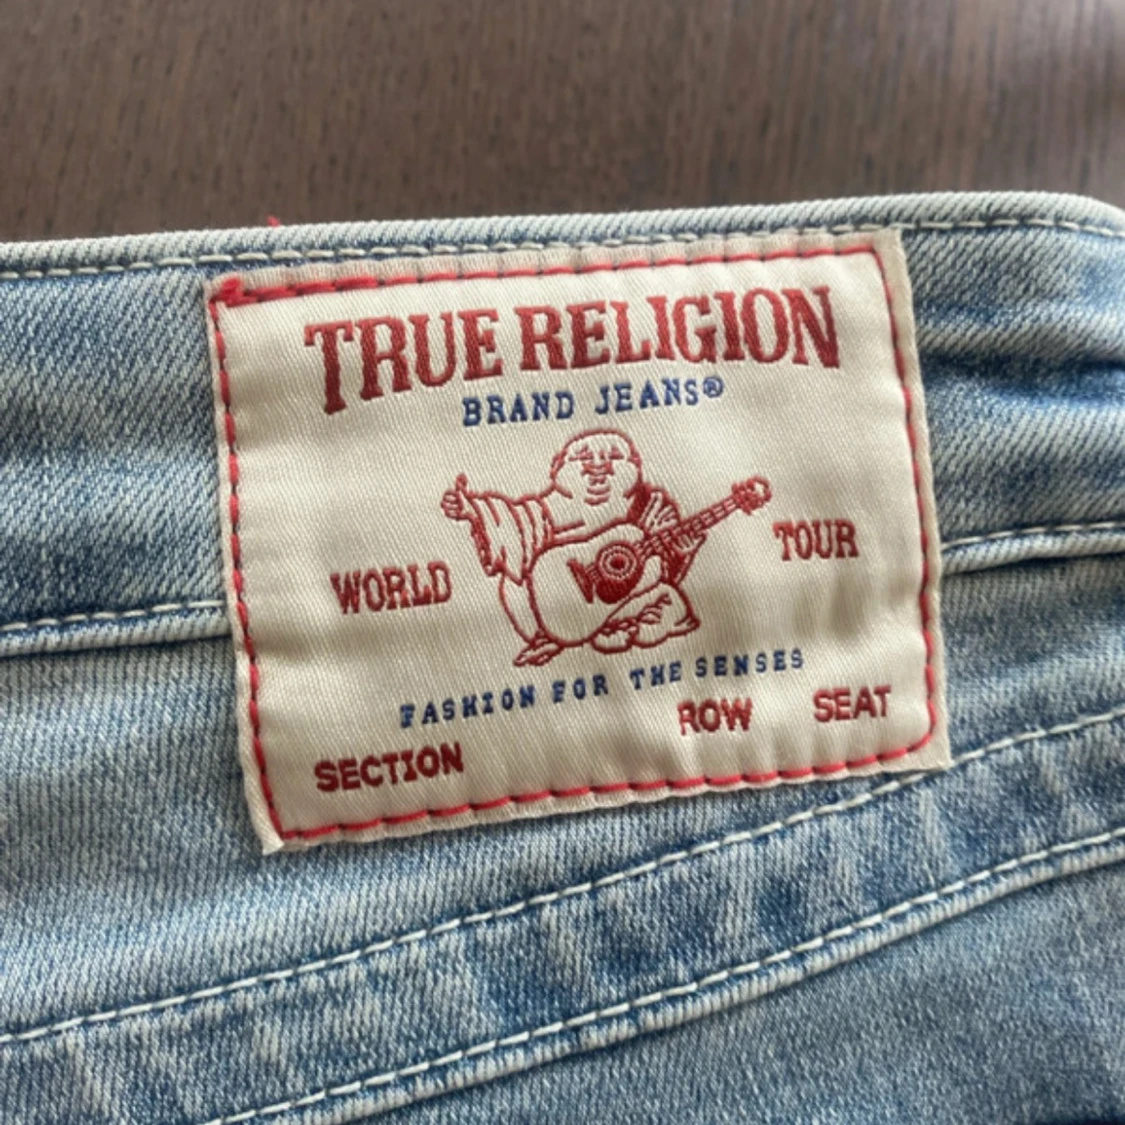 TRUE RELIGION
BRAND JEANS®
WORLD TOUR
FASHION FOR THE SENSES
SECTION ROW SEAT